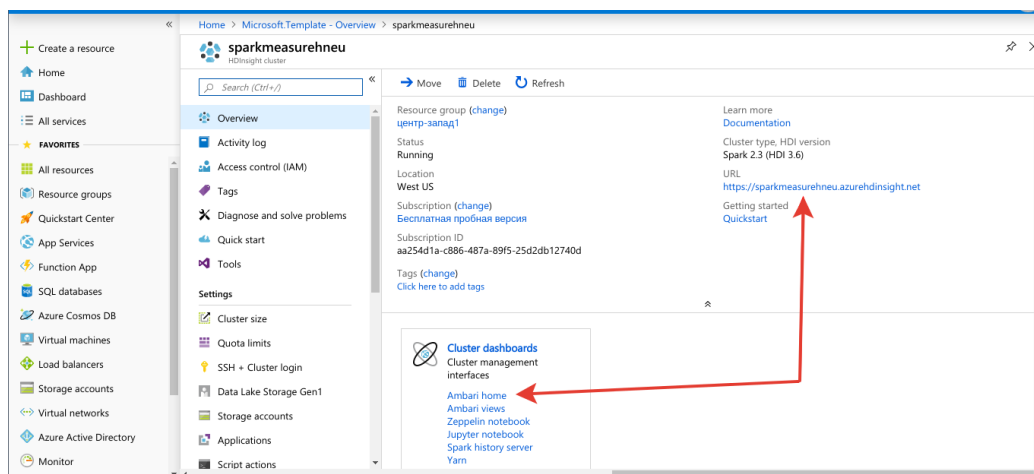 «
Create a resource
Home
Dashboard
All services
FAVORITES
All resources
Resource groups
Quickstart Center
App Services
Function App
SQL databases
Azure Cosmos DB
Virtual machines
Load balancers
Storage accounts
Virtual networks
Azure Active Directory
Monitor
Home > Microsoft.Template - Overview > sparkmeasurehneu
sparkmeasurehneu
HDInsight cluster
Search (Ctrl+/)
«
Overview
Activity log
Access control (IAM)
Tags
Diagnose and solve problems
Quick start
Tools
Settings
Cluster size
Quota limits
SSH + Cluster login
Data Lake Storage Gen1
Storage accounts
Applications
Script actions
Move Delete Refresh
Resource group (change)
центр-запад1
Status
Running
Location
West US
Subscription (change)
Бесплатная пробная версия
Subscription ID
aa254d1a-c886-487a-89f5-25d2db12740d
Tags (change)
Click here to add tags
Learn more
Documentation
Cluster type, HDI version
Spark 2.3 (HDI 3.6)
URL
https://sparkmeasurehneu.azurehdinsight.net
Getting started
Quickstart
Cluster dashboards
Cluster management
interfaces
Ambari home
Ambari views
Zeppelin notebook
Jupyter notebook
Spark history server
Yarn